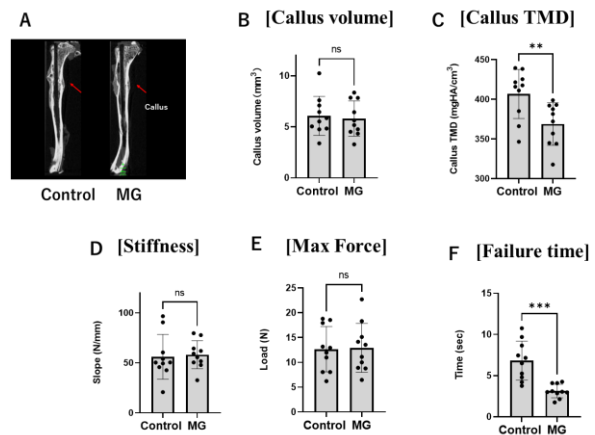 A
Callus
Control MG
B [Callus volume]
ns
Callus volume(mm³)
10
5
0
Control MG
C [Callus TMD]
**
Callus TMD (mgHA/cm³)
450
400
350
300
Control MG
D [Stiffness]
ns
Slope (N/mm)
100
50
0
Control MG
E [Max Force]
ns
Load (N)
25
20
15
10
5
0
Control MG
F [Failure time]
***
Time (sec)
15
10
5
0
Control MG